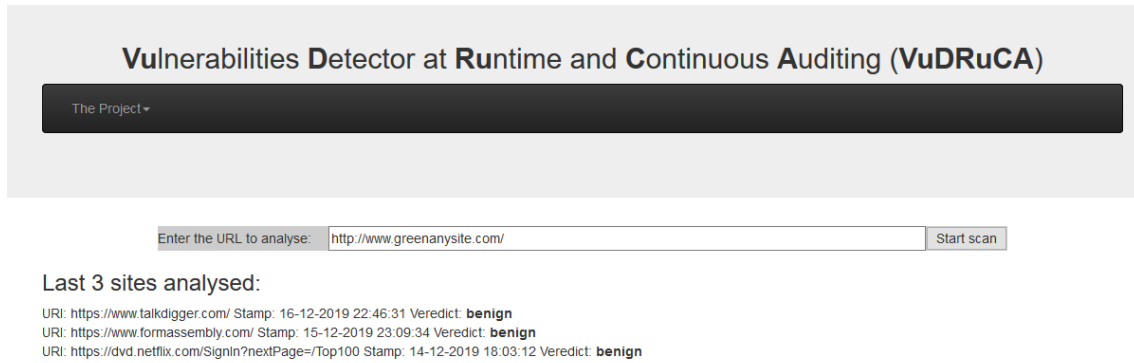 Vulnerabilities Detector at Runtime and Continuous Auditing (VuDRuCA)
The Project
Enter the URL to analyse: http://www.greenanysite.com/ Start scan
Last 3 sites analysed:
URI: https://www.talkdigger.com/ Stamp: 16-12-2019 22:46:31 Veredict: benign
URI: https://www.formassembly.com/ Stamp: 15-12-2019 23:09:34 Veredict: benign
URI: https://dvd.netflix.com/SignIn?nextPage=/Top100 Stamp: 14-12-2019 18:03:12 Veredict: benign